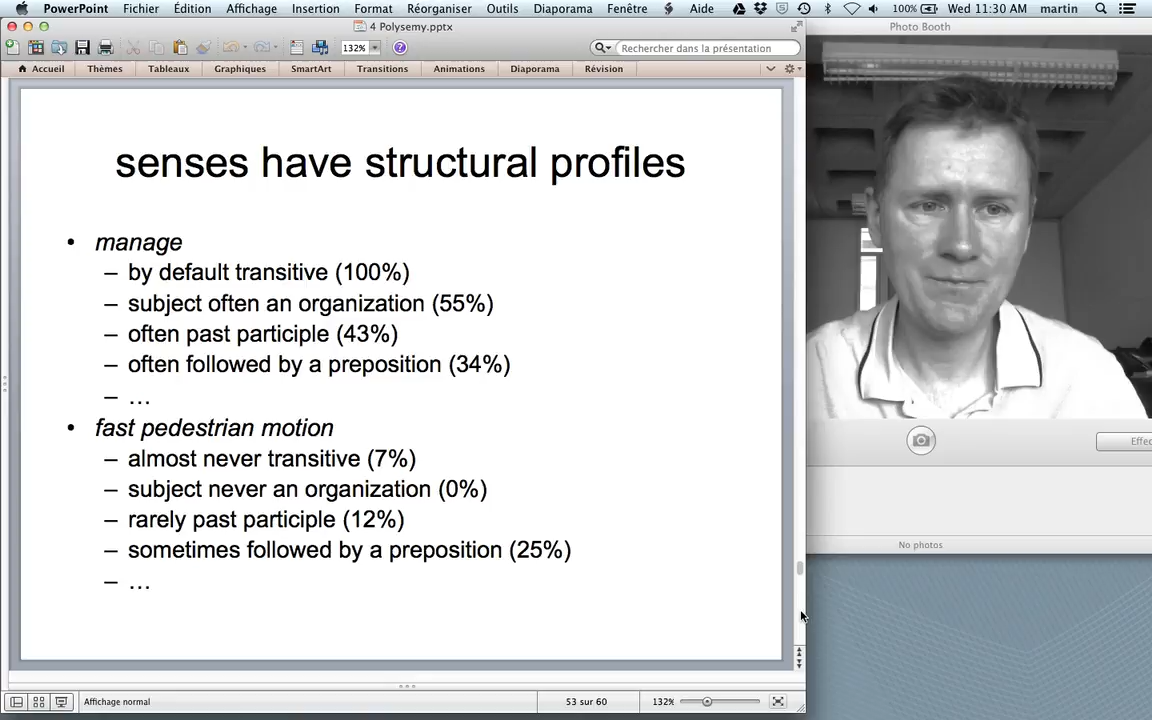 PowerPoint Fichier Édition Affichage Insertion Format Réorganiser Outils Diaporama Fenêtre Aide 100% Wed 11:30 AM martin
4 Polysemy.pptx
Photo Booth
132% Rechercher dans la présentation
Accueil Thèmes Tableaux Graphiques SmartArt Transitions Animations Diaporama Révision
senses have structural profiles
• manage
– by default transitive (100%)
– subject often an organization (55%)
– often past participle (43%)
– often followed by a preposition (34%)
– …
• fast pedestrian motion
– almost never transitive (7%)
– subject never an organization (0%)
– rarely past participle (12%)
– sometimes followed by a preposition (25%)
– …
Effec
No photos
Affichage normal 53 sur 60 132%